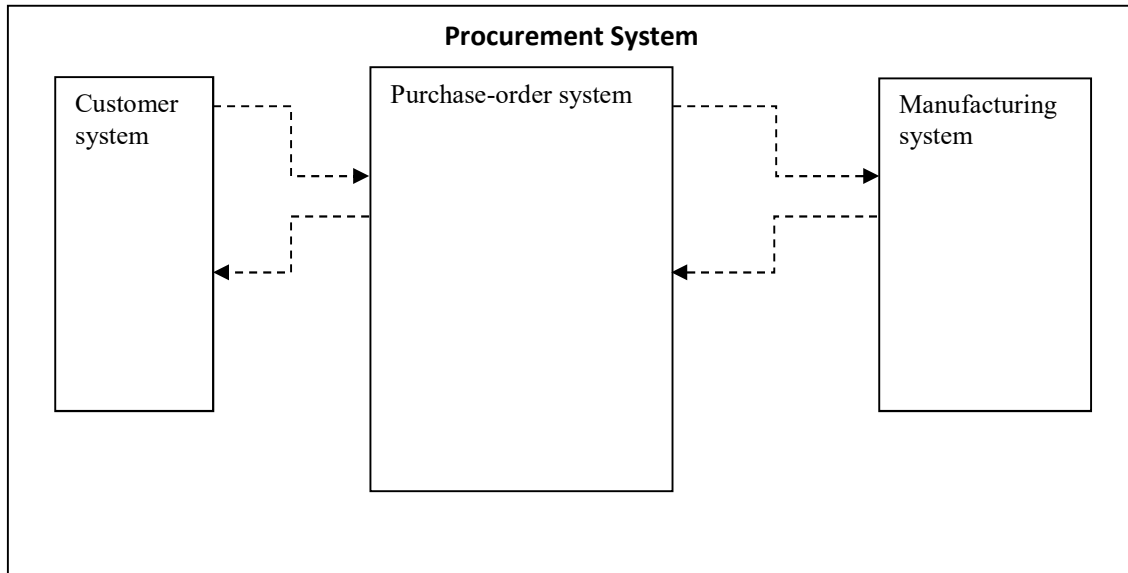 Procurement System
Customer
system
Purchase-order system
Manufacturing
system